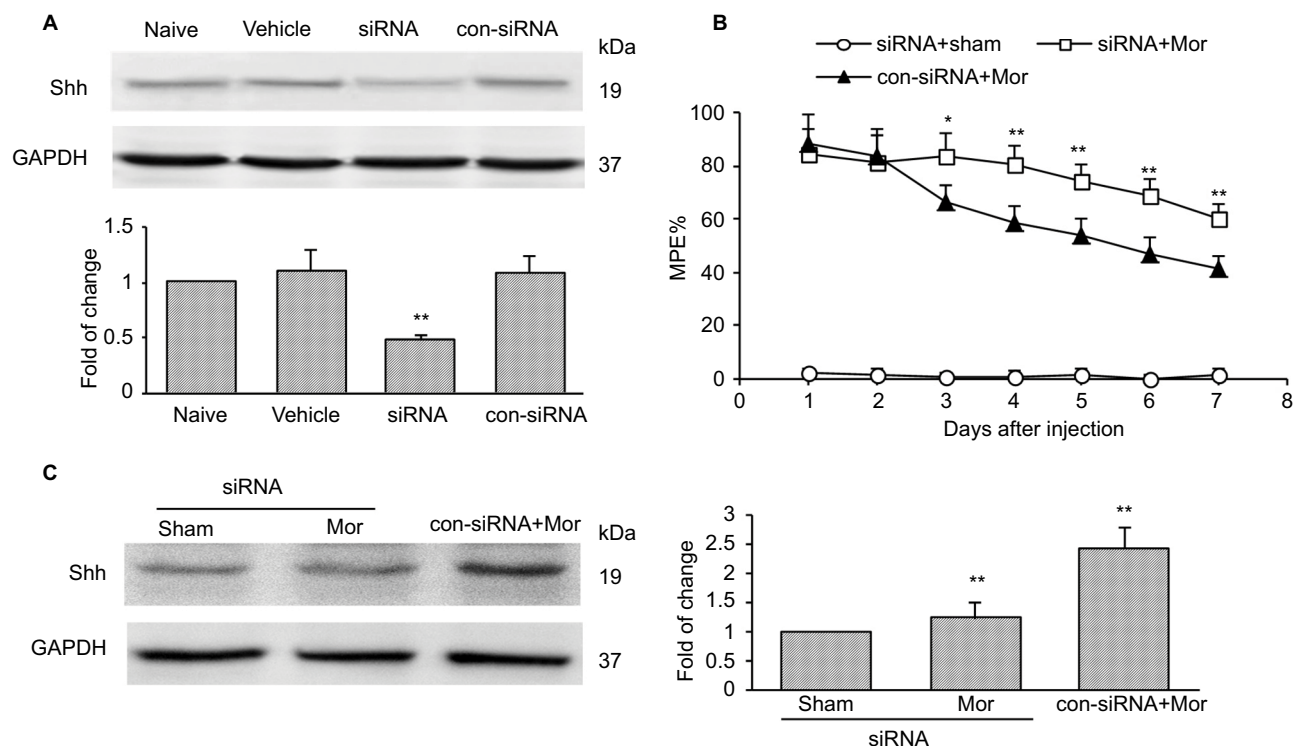 A
Naive Vehicle siRNA con-siRNA
kDa
Shh
19
GAPDH
37
Fold of change
1.5
1
0.5
0
**
Naive Vehicle siRNA con-siRNA
B
siRNA+sham siRNA+Mor
con-siRNA+Mor
MPE%
100
80
60
40
20
0
* ** ** ** **
0 1 2 3 4 5 6 7 8
Days after injection
C
siRNA
Sham Mor con-siRNA+Mor
kDa
Shh
19
GAPDH
37
Fold of change
3
2.5
2
1.5
1
0.5
0
**
**
Sham Mor con-siRNA+Mor
siRNA